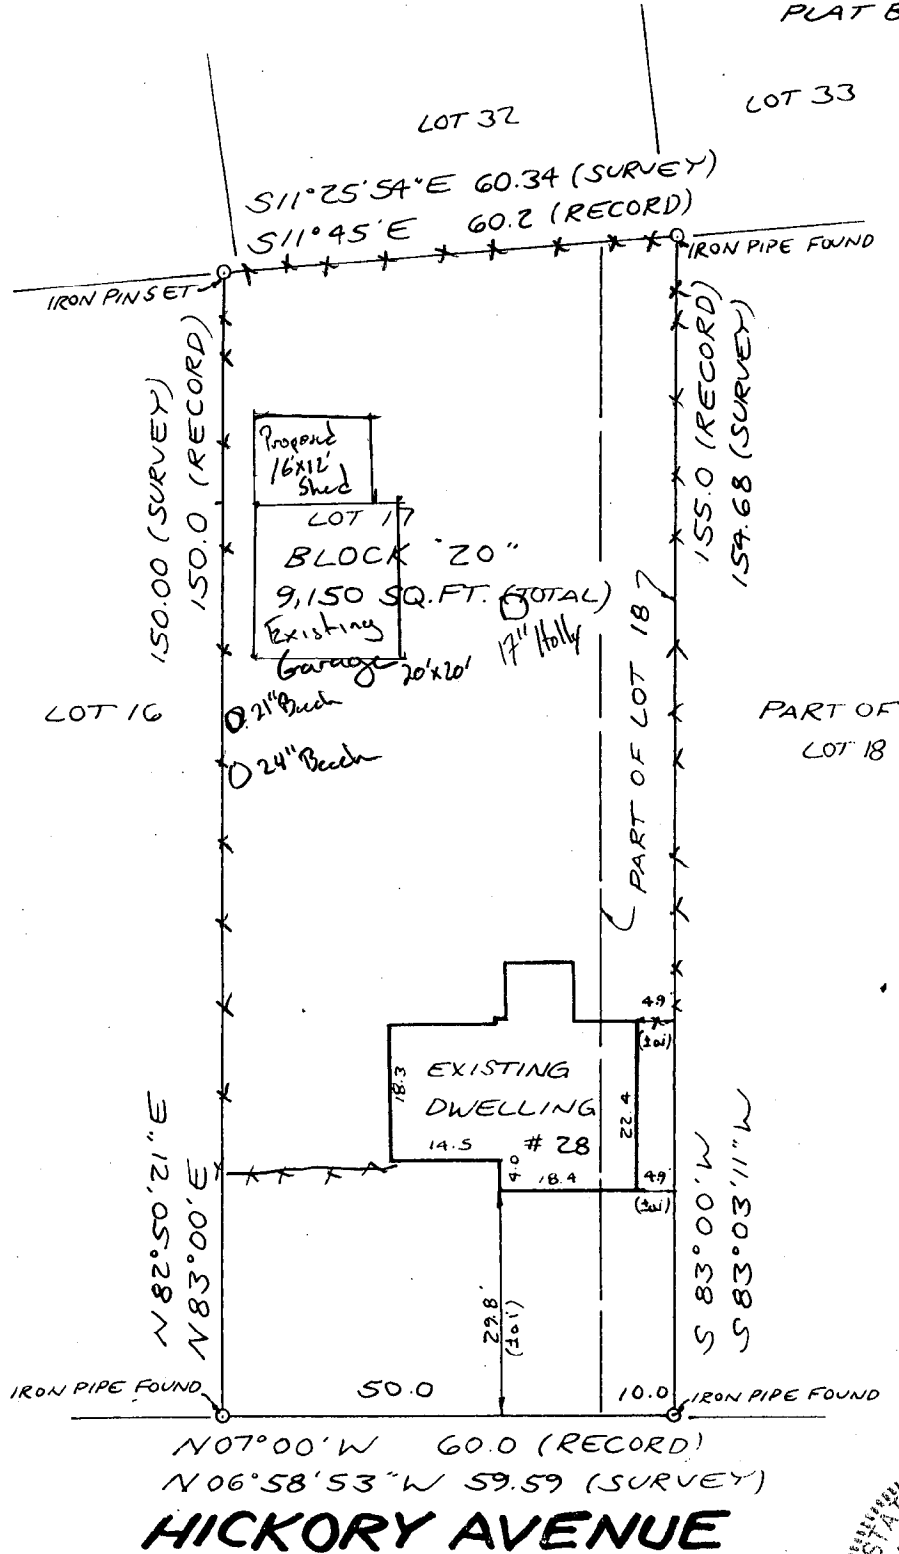 PLAT B
LOT 33
LOT 32
S11°25'54"E 60.34 (SURVEY)
S11°45'E 60.2 (RECORD)
IRON PIPE FOUND
IRON PIN SET
150.00 (SURVEY)
150.0 (RECORD)
155.0 (RECORD)
154.68 (SURVEY)
Proposed
16'x12'
Shed
LOT 17
BLOCK "20"
9,150 SQ.FT. (TOTAL)
Existing
Garage 20'x20'
17" Holly
PART OF LOT 18
LOT 16
21" Beech
24" Beech
PART OF
LOT 18
4.9'
EXISTING
DWELLING
# 28
18.3
22.4
14.5
4.0
18.4
4.9'
29.8'
N82°50'21"E
N83°00'E
S 83°00'W
S 83°03'11"W
IRON PIPE FOUND
50.0
10.0
IRON PIPE FOUND
N07°00'W 60.0 (RECORD)
N06°58'53"W 59.59 (SURVEY)
HICKORY AVENUE
STA